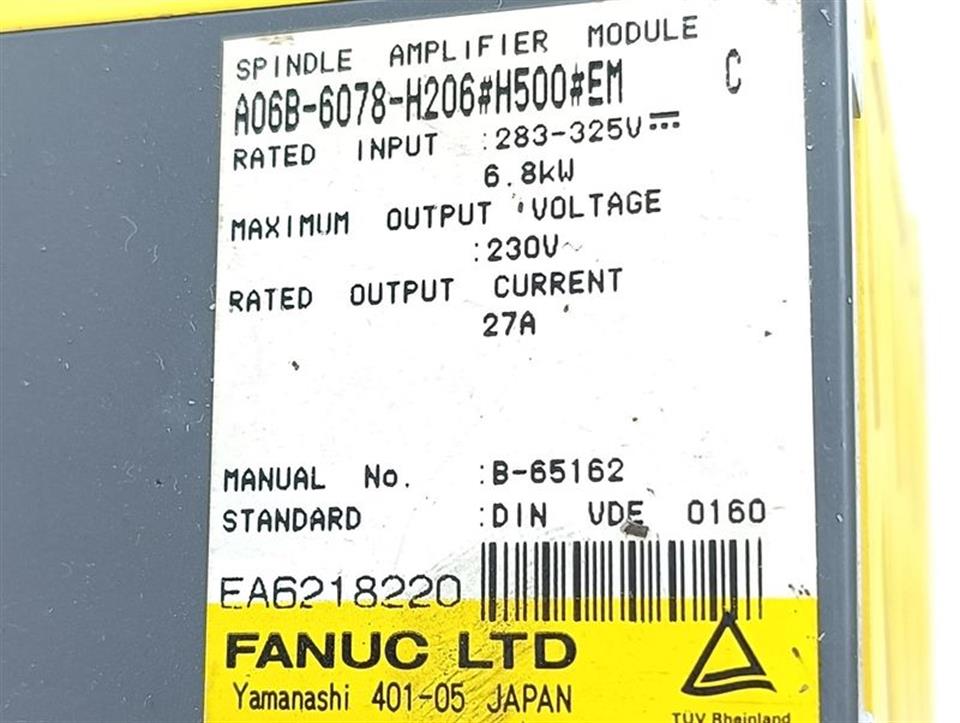 SPINDLE AMPLIFIER MODULE
A06B-6078-H206#H500#EM C
RATED INPUT :283-325V⎓
6.8kW
MAXIMUM OUTPUT VOLTAGE
:230V~
RATED OUTPUT CURRENT
27A
MANUAL No. :B-65162
STANDARD :DIN VDE 0160
EA6218220
FANUC LTD
Yamanashi 401-05 JAPAN
TÜV Rheinland